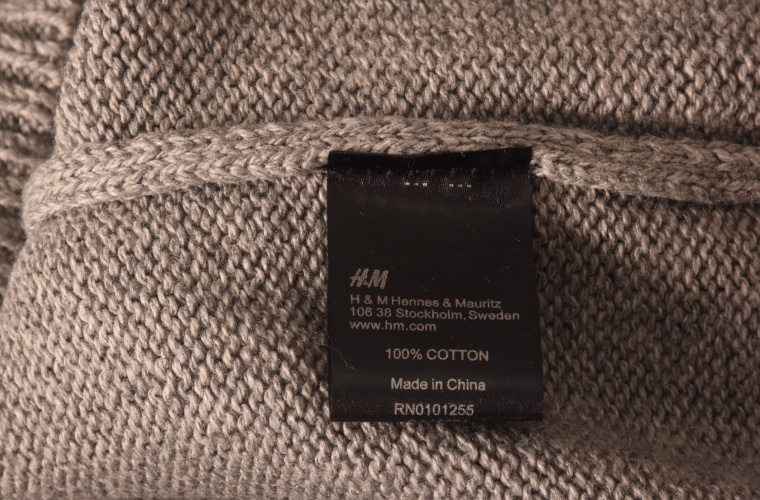 H&M
H & M Hennes & Mauritz
106 38 Stockholm, Sweden
www.hm.com
100% COTTON
Made in China
RN0101255